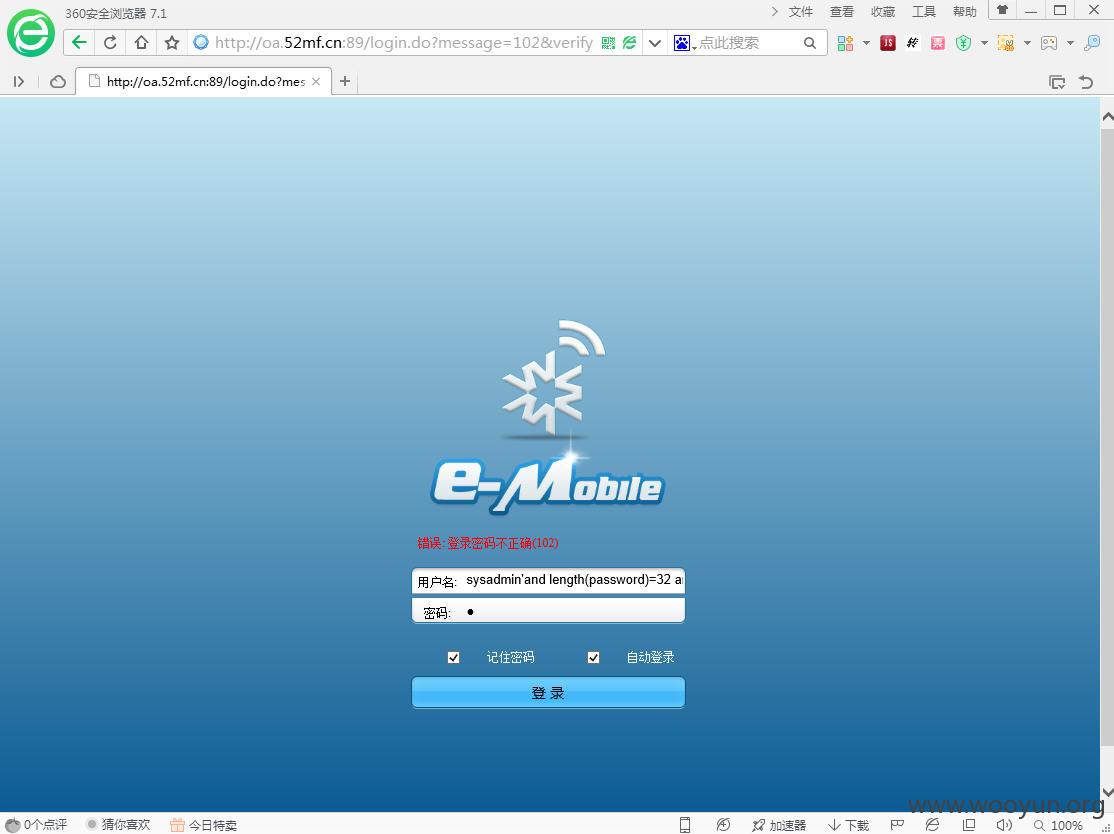 360安全浏览器 7.1
文件 查看 收藏 工具 帮助
http://oa.52mf.cn:89/login.do?message=102&verify
点此搜索
http://oa.52mf.cn:89/login.do?mes
e-Mobile
错误:登录密码不正确(102)
用户名: sysadmin'and length(password)=32 a
密码: ●
记住密码 自动登录
登 录
www.wooyun.org
0个点评 猜你喜欢 今日特卖 加速器 下载 100%